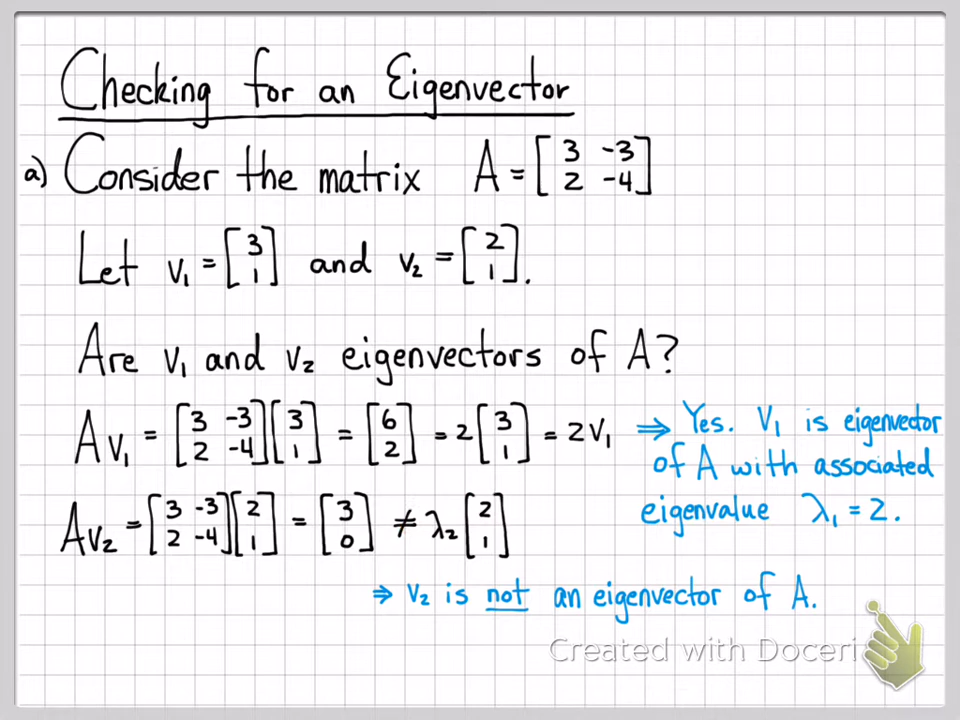 Checking for an Eigenvector
a) Consider the matrix A = [3 -3; 2 -4]
Let v₁ = [3; 1] and v₂ = [2; 1].
Are v₁ and v₂ eigenvectors of A?
Av₁ = [3 -3; 2 -4][3; 1] = [6; 2] = 2[3; 1] = 2v₁ ⇒ Yes. v₁ is eigenvector
of A with associated
eigenvalue λ₁ = 2.
Av₂ = [3 -3; 2 -4][2; 1] = [3; 0] ≠ λ₂[2; 1]
⇒ v₂ is not an eigenvector of A.
Created with Doceri